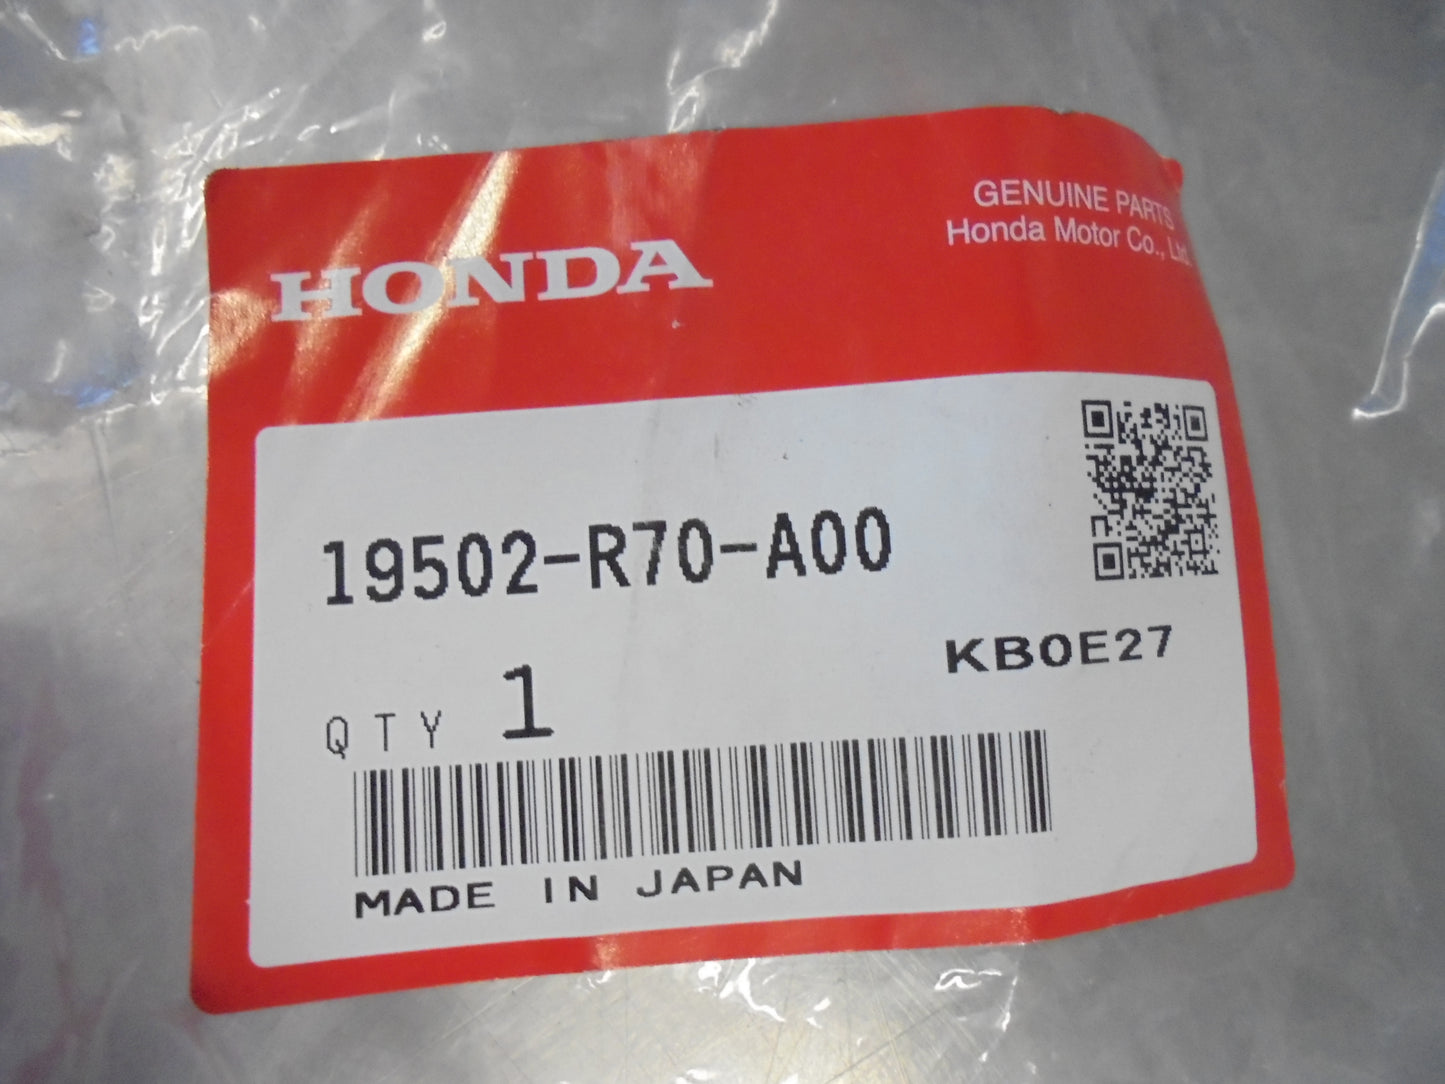 HONDA
GENUINE PARTS
Honda Motor Co., Ltd.
19502-R70-A00
KB0E27
QTY 1
MADE IN JAPAN